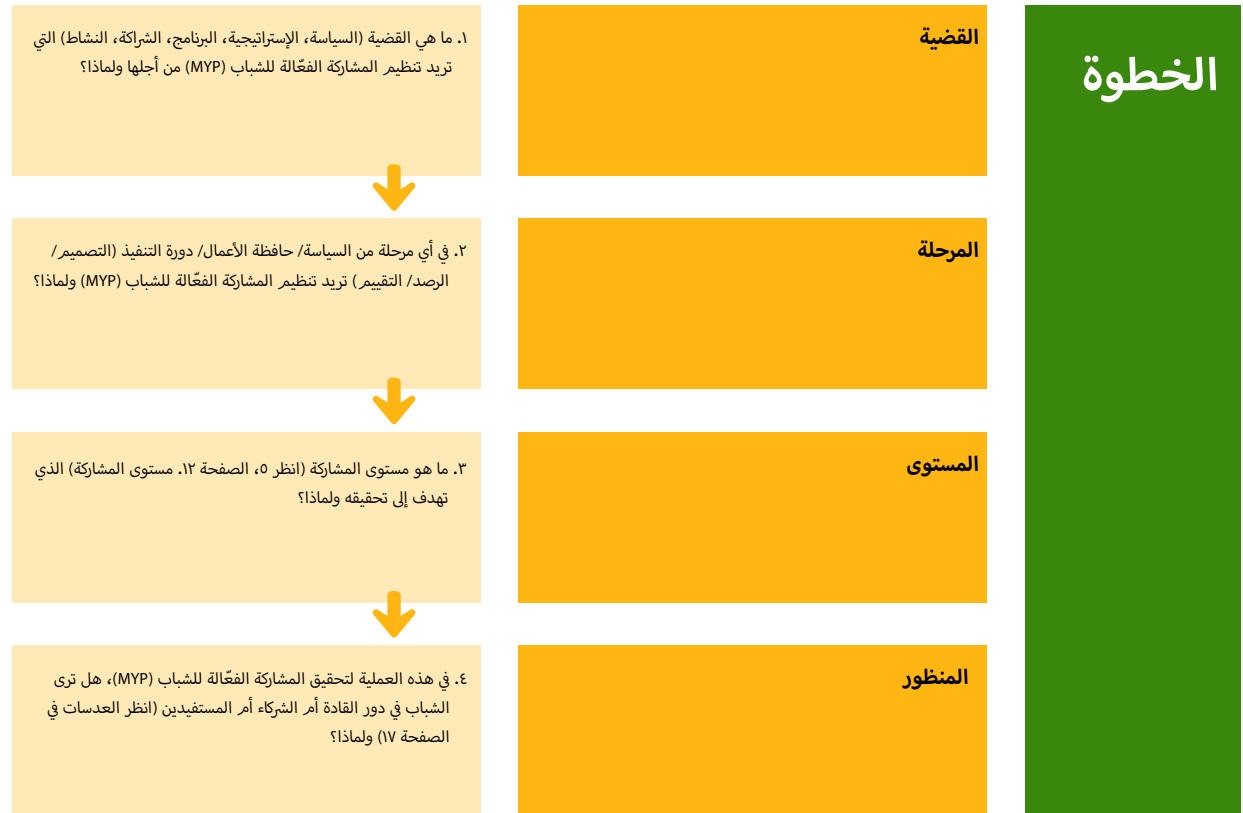 الخطوة
القضية
١. ما هي القضية (السياسة، الإستراتيجية، البرنامج، الشراكة، النشاط) التي
تريد تنظيم المشاركة الفعّالة للشباب (MYP) من أجلها ولماذا؟
المرحلة
٢. في أي مرحلة من السياسة/ حافظة الأعمال/ دورة التنفيذ (التصميم/
الرصد/ التقييم) تريد تنظيم المشاركة الفعّالة للشباب (MYP) ولماذا؟
المستوى
٣. ما هو مستوى المشاركة (انظر ٥، الصفحة ١٢. مستوى المشاركة) الذي
تهدف إلى تحقيقه ولماذا؟
المنظور
٤. في هذه العملية لتحقيق المشاركة الفعّالة للشباب (MYP)، هل ترى
الشباب في دور القادة أم الشركاء أم المستفيدين (انظر العدسات في
الصفحة ١٧) ولماذا؟